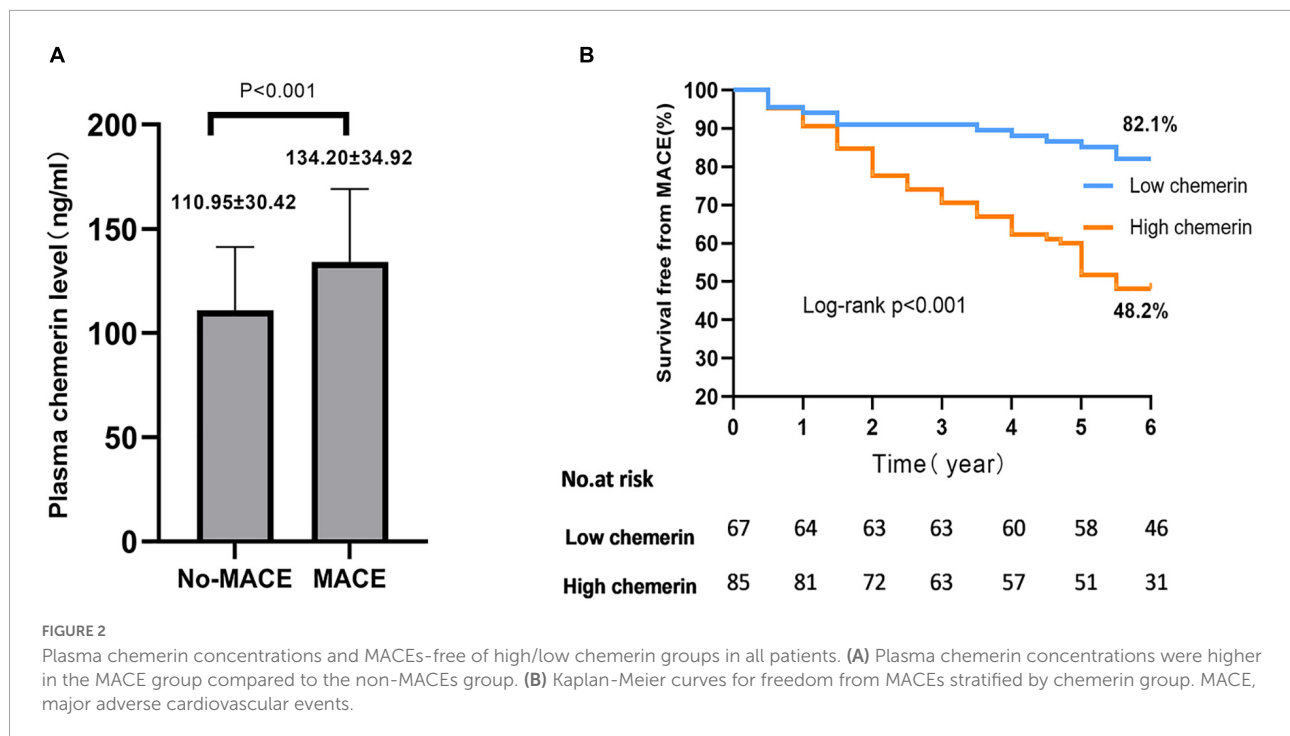 A
P<0.001
134.20±34.92
110.95±30.42
Plasma chemerin level( ng/ml)
200
150
100
50
0
No-MACE MACE
B
Survival free from MACE(%)
100
90
80
70
60
50
40
30
20
82.1%
Low chemerin
High chemerin
48.2%
Log-rank p<0.001
0 1 2 3 4 5 6
Time( year)
No.at risk
Low chemerin 67 64 63 63 60 58 46
High chemerin 85 81 72 63 57 51 31
FIGURE 2
Plasma chemerin concentrations and MACEs-free of high/low chemerin groups in all patients. (A) Plasma chemerin concentrations were higher
in the MACE group compared to the non-MACEs group. (B) Kaplan-Meier curves for freedom from MACEs stratified by chemerin group. MACE,
major adverse cardiovascular events.